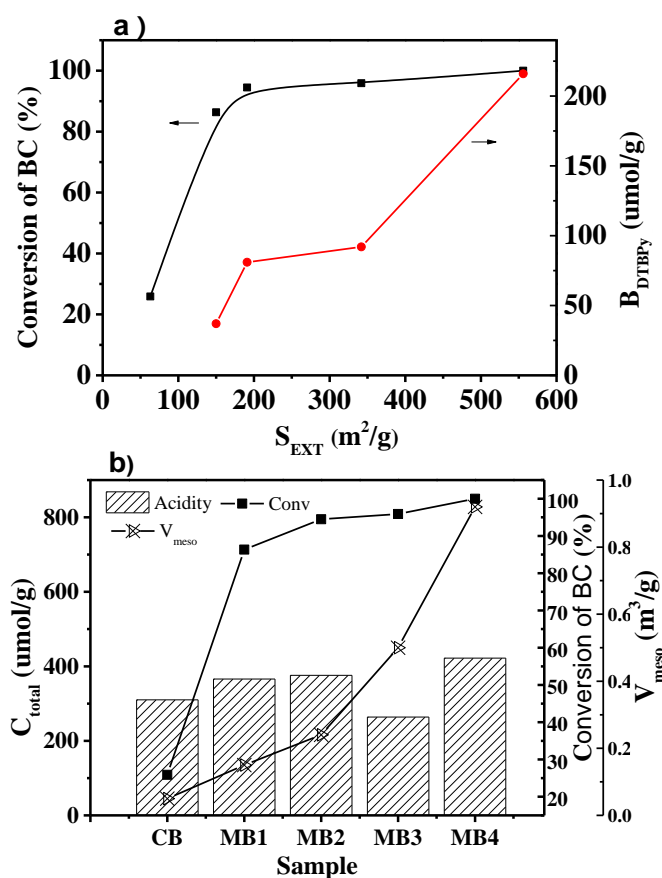 a )
Conversion of BC (%)
100
80
60
40
20
0
B_DTBPy (umol/g)
200
150
100
50
0
0 100 200 300 400 500 600
S_EXT (m²/g)
b)
Acidity Conv
V_meso
C_total (umol/g)
800
600
400
200
0
Conversion of BC (%)
100
90
80
70
60
50
40
30
20
V_meso (m³/g)
1.0
0.8
0.6
0.4
0.2
0.0
CB MB1 MB2 MB3 MB4
Sample